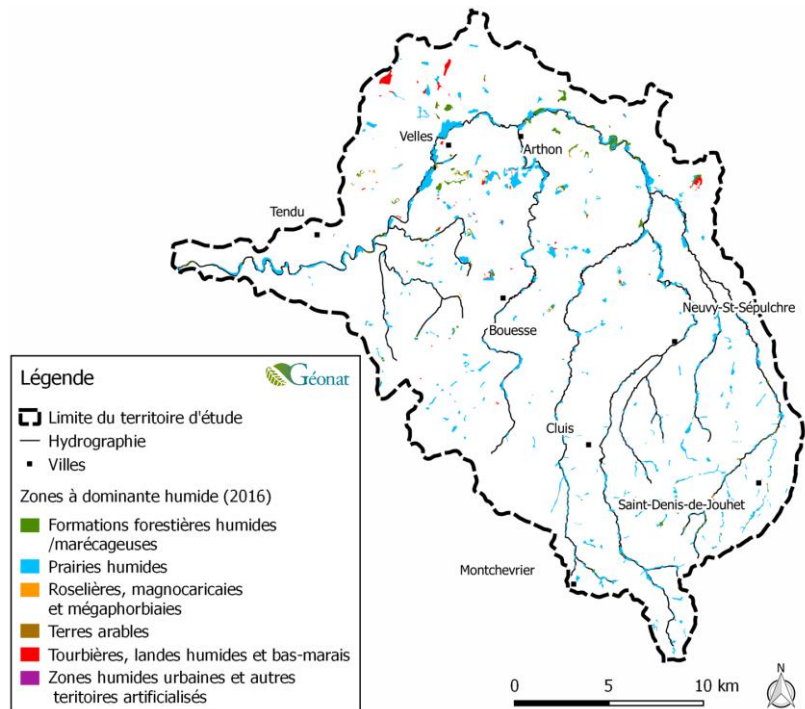 Velles
Arthon
Tendu
Neuvy-St-Sépulchre
Bouesse
Cluis
Saint-Denis-de-Jouhet
Montchevrier
Légende
Géonat
Limite du territoire d'étude
Hydrographie
Villes
Zones à dominante humide (2016)
Formations forestières humides
/marécageuses
Prairies humides
Roselières, magnocaricaies
et mégaphorbiaies
Terres arables
Tourbières, landes humides et bas-marais
Zones humides urbaines et autres
teritoires artificialisés
0 5 10 km
N